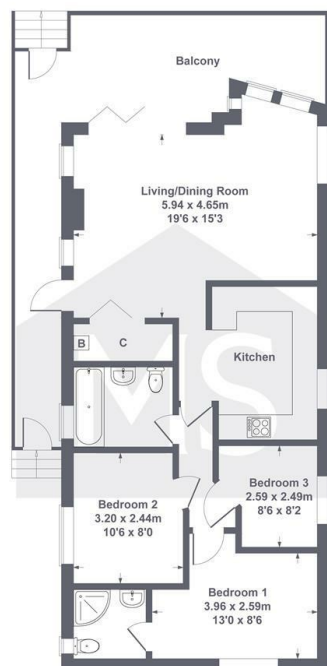 Balcony
Living/Dining Room
5.94 x 4.65m
19'6 x 15'3
B
C
Kitchen
MS
Bedroom 3
2.59 x 2.49m
8'6 x 8'2
Bedroom 2
3.20 x 2.44m
10'6 x 8'0
Bedroom 1
3.96 x 2.59m
13'0 x 8'6